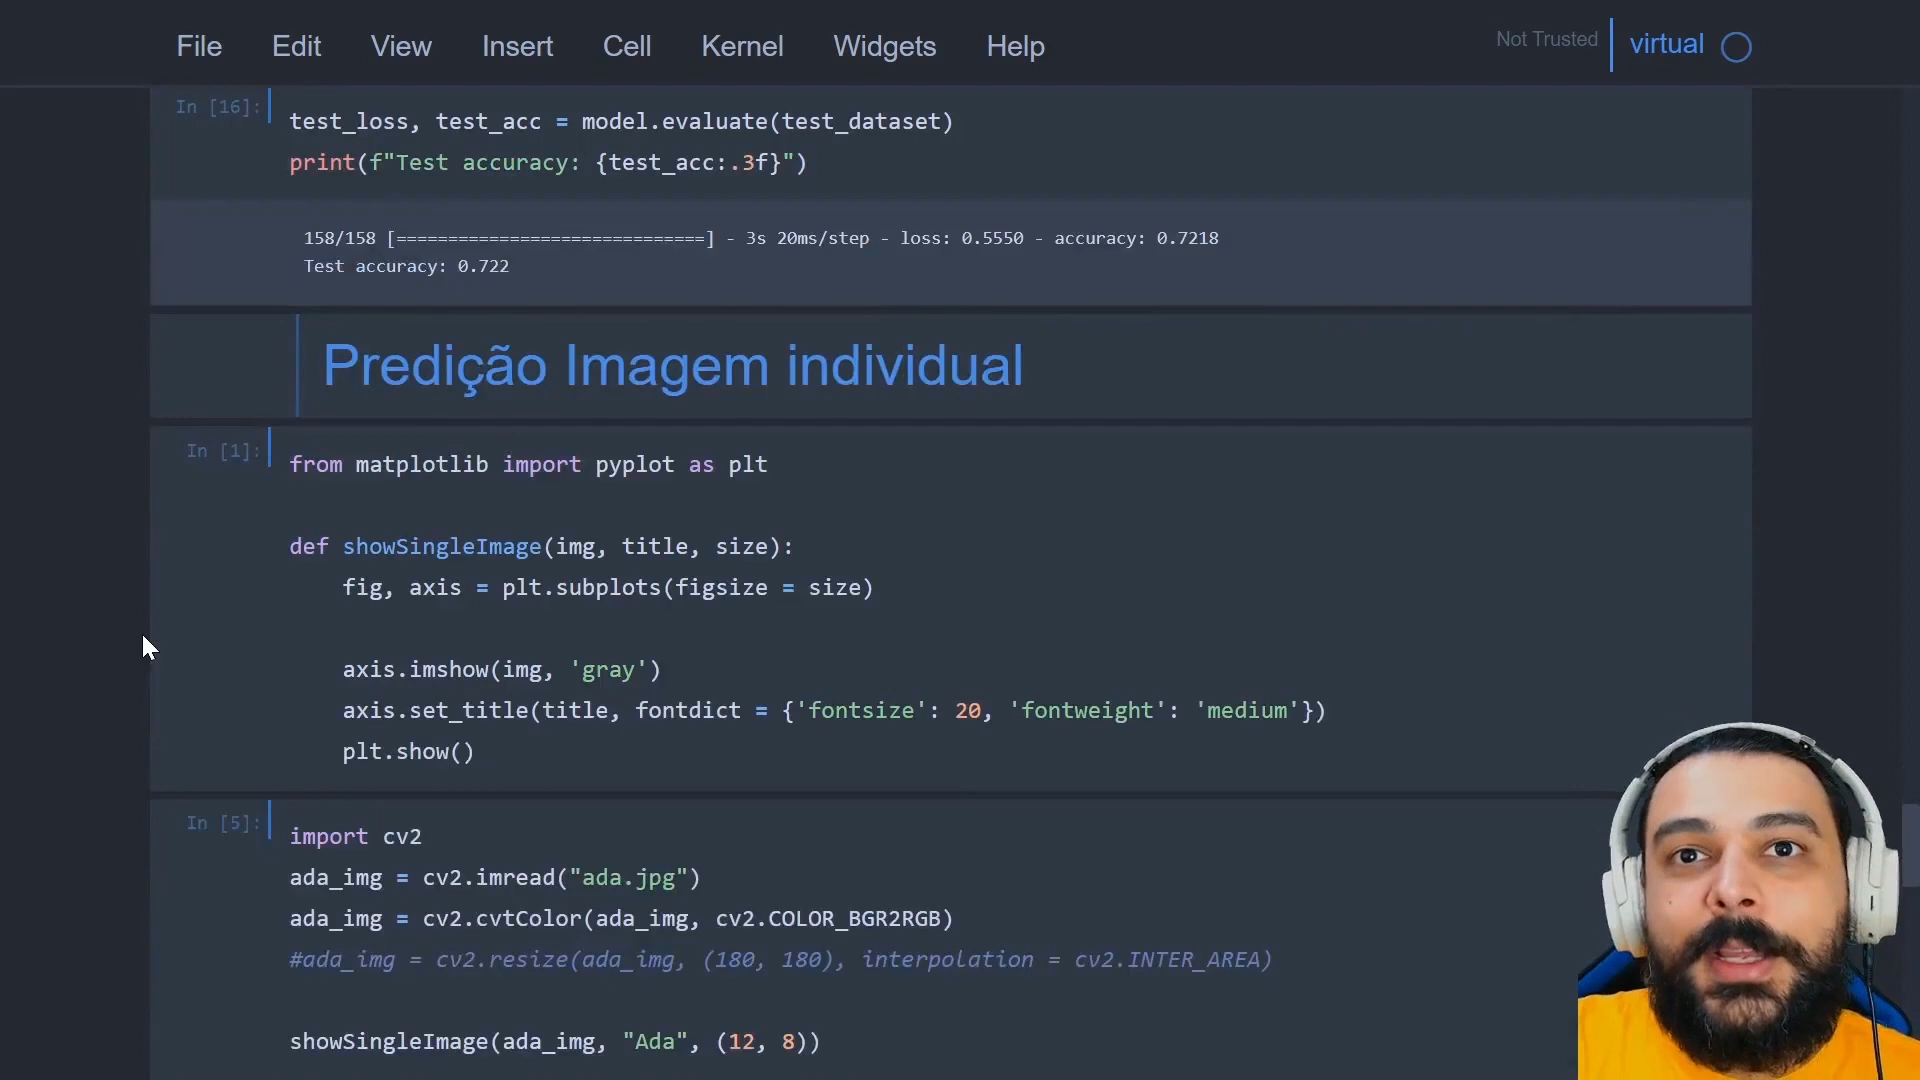 File Edit View Insert Cell Kernel Widgets Help Not Trusted virtual
In [16]:
test_loss, test_acc = model.evaluate(test_dataset)
print(f"Test accuracy: {test_acc:.3f}")
158/158 [==============================] - 3s 20ms/step - loss: 0.5550 - accuracy: 0.7218
Test accuracy: 0.722
Predição Imagem individual
In [1]:
from matplotlib import pyplot as plt
def showSingleImage(img, title, size):
    fig, axis = plt.subplots(figsize = size)
    axis.imshow(img, 'gray')
    axis.set_title(title, fontdict = {'fontsize': 20, 'fontweight': 'medium'})
    plt.show()
In [5]:
import cv2
ada_img = cv2.imread("ada.jpg")
ada_img = cv2.cvtColor(ada_img, cv2.COLOR_BGR2RGB)
#ada_img = cv2.resize(ada_img, (180, 180), interpolation = cv2.INTER_AREA)
showSingleImage(ada_img, "Ada", (12, 8))